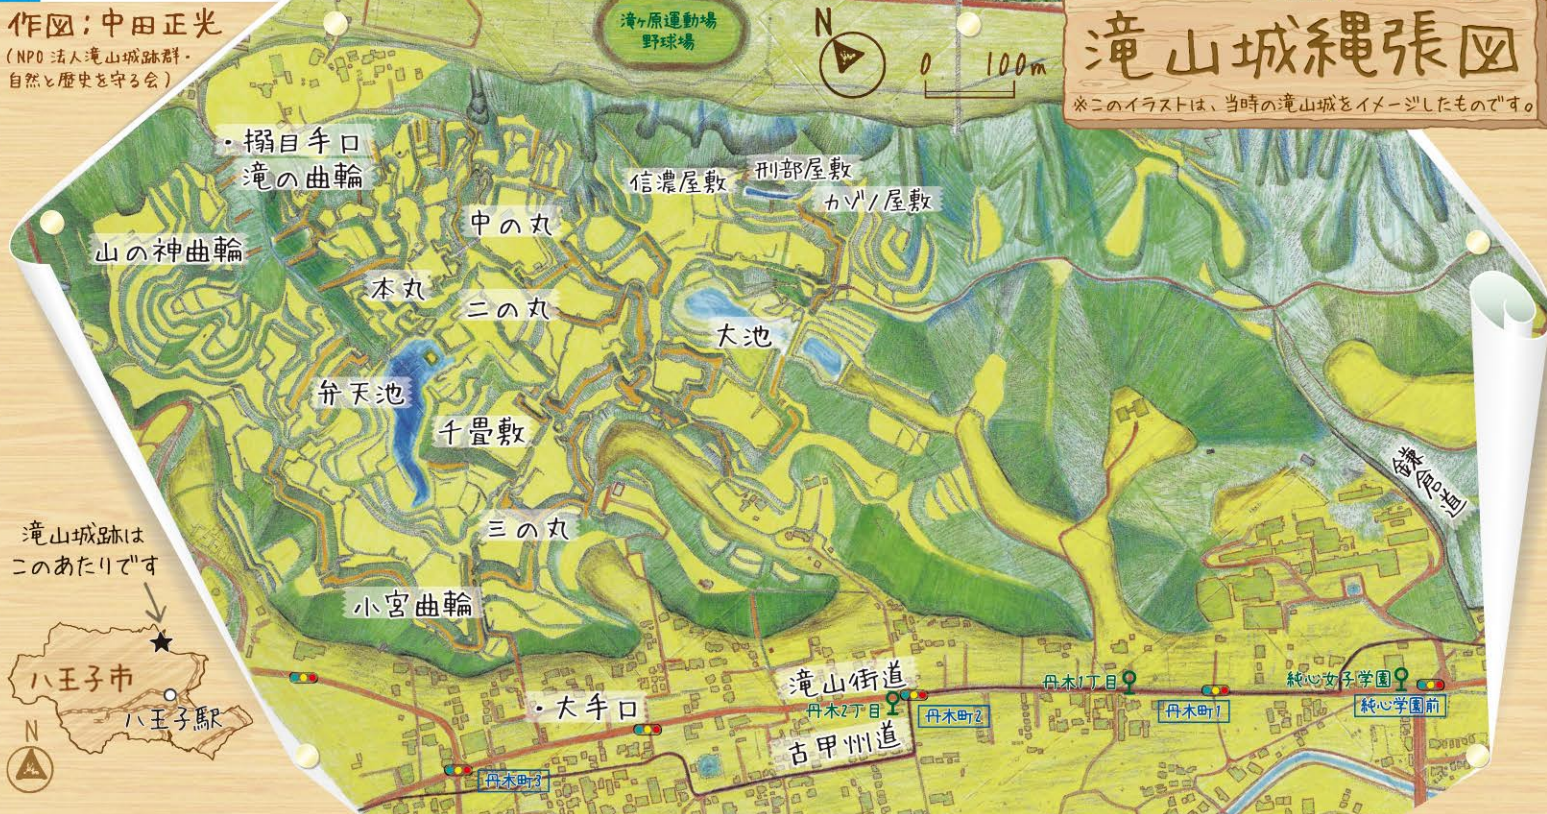 作図:中田正光
(NPO法人滝山城跡群・
自然と歴史を守る会)
滝ヶ原運動場
野球場
N
0 100m
滝山城縄張図
※このイラストは、当時の滝山城をイメージしたものです。
・搦目手口
滝の曲輪
信濃屋敷
刑部屋敷
カゾノ屋敷
中の丸
山の神曲輪
本丸
二の丸
大池
弁天池
千畳敷
鎌倉道
三の丸
滝山城跡は
このあたりです
小宮曲輪
八王子市
八王子駅
N
滝山街道
・大手口
丹木2丁目
丹木町2
丹木1丁目
丹木町1
純心女子学園
純心学園前
古甲州道
丹木町3